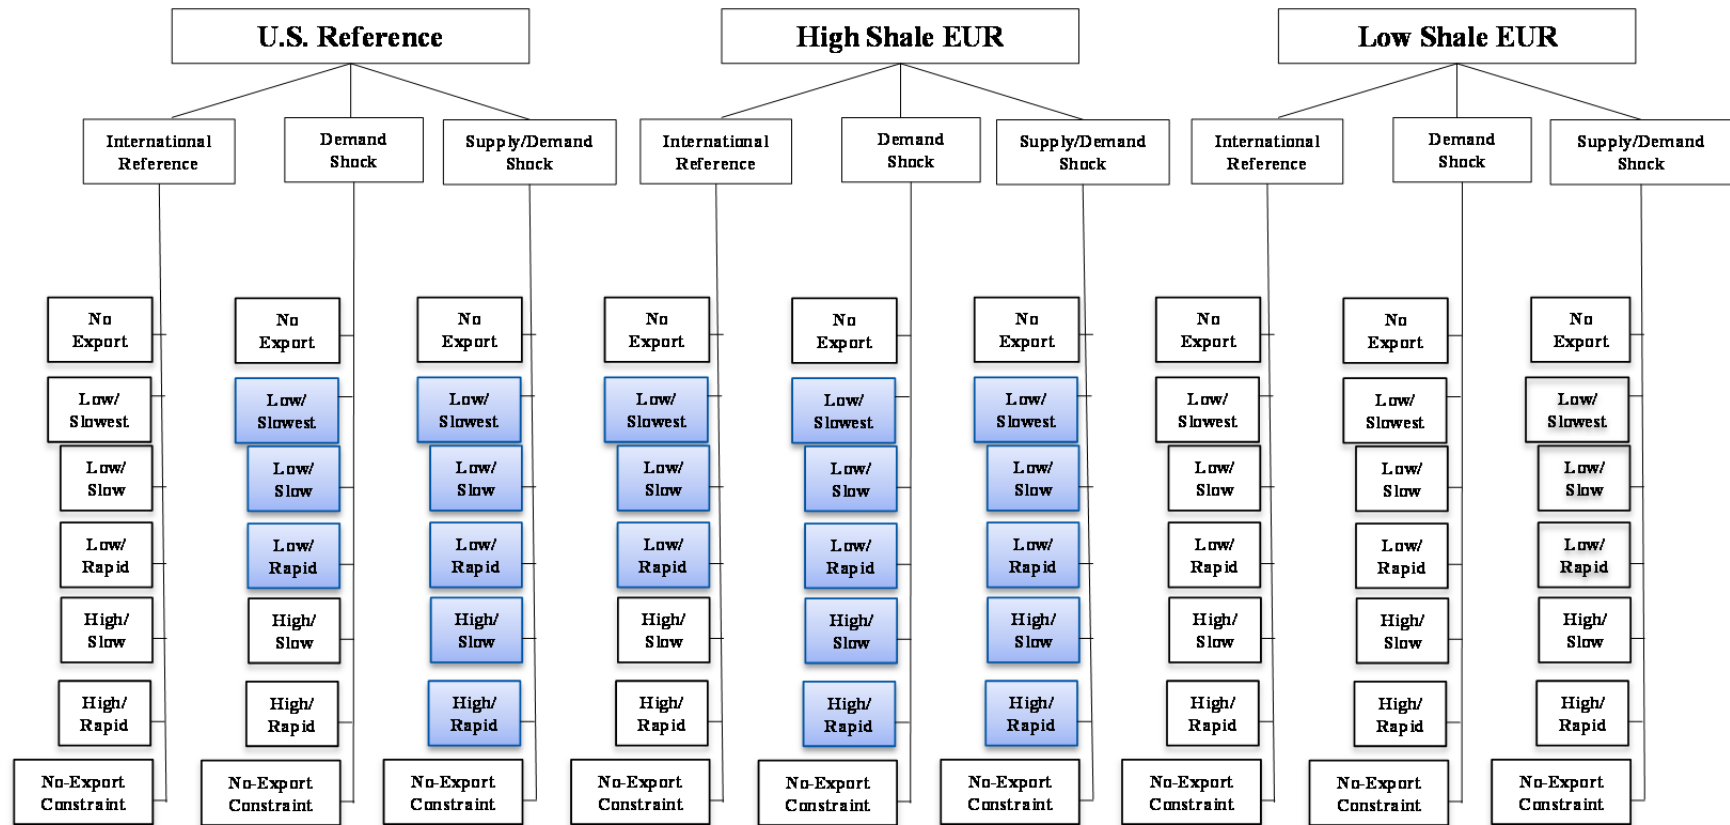 U.S. Reference
High Shale EUR
Low Shale EUR
International
Reference
Demand
Shock
Supply/Demand
Shock
International
Reference
Demand
Shock
Supply/Demand
Shock
International
Reference
Demand
Shock
Supply/Demand
Shock
No
Export
No
Export
No
Export
No
Export
No
Export
No
Export
No
Export
No
Export
No
Export
Low/
Slowest
Low/
Slowest
Low/
Slowest
Low/
Slowest
Low/
Slowest
Low/
Slowest
Low/
Slowest
Low/
Slowest
Low/
Slowest
Low/
Slow
Low/
Slow
Low/
Slow
Low/
Slow
Low/
Slow
Low/
Slow
Low/
Slow
Low/
Slow
Low/
Slow
Low/
Rapid
Low/
Rapid
Low/
Rapid
Low/
Rapid
Low/
Rapid
Low/
Rapid
Low/
Rapid
Low/
Rapid
Low/
Rapid
High/
Slow
High/
Slow
High/
Slow
High/
Slow
High/
Slow
High/
Slow
High/
Slow
High/
Slow
High/
Slow
High/
Rapid
High/
Rapid
High/
Rapid
High/
Rapid
High/
Rapid
High/
Rapid
High/
Rapid
High/
Rapid
High/
Rapid
No-Export
Constraint
No-Export
Constraint
No-Export
Constraint
No-Export
Constraint
No-Export
Constraint
No-Export
Constraint
No-Export
Constraint
No-Export
Constraint
No-Export
Constraint